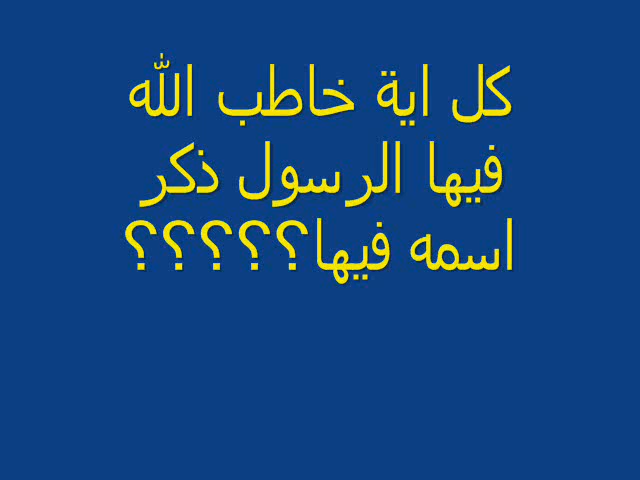 كل اية خاطب الله
فيها الرسول ذكر
اسمه فيها؟؟؟؟؟